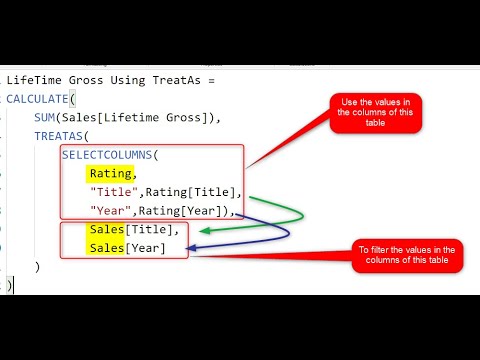 LifeTime Gross Using TreatAs =
CALCULATE(
SUM(Sales[Lifetime Gross]),
TREATAS(
SELECTCOLUMNS(
Rating,
"Title",Rating[Title],
"Year",Rating[Year]),
Sales[Title],
Sales[Year]
)
)
Use the values in
the columns of this
table
To filter the values in the
columns of this table